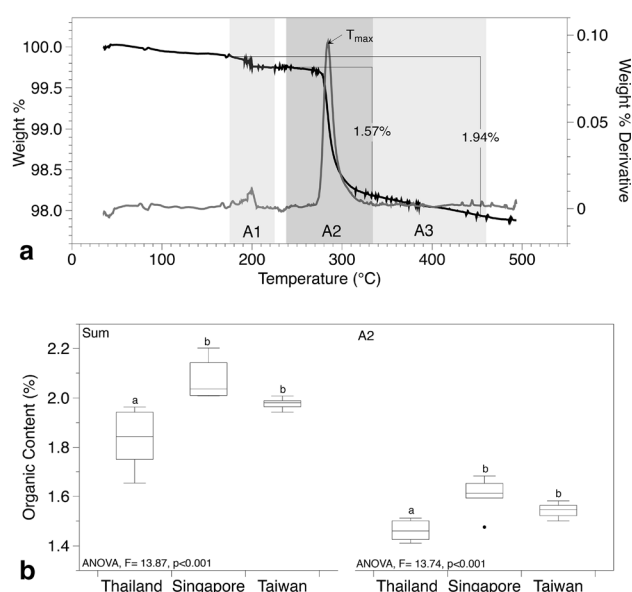 100.0
99.5
99.0
98.5
98.0
Weight %
0.10
0.05
0
Weight % Derivative
Tmax
1.57%
1.94%
A1
A2
A3
0
100
200
300
400
500
Temperature (°C)
a
Sum
A2
2.2
2.0
1.8
1.6
1.4
Organic Content (%)
a
b
b
a
b
b
ANOVA, F= 13.87, p<0.001
ANOVA, F= 13.74, p<0.001
Thailand
Singapore
Taiwan
Thailand
Singapore
Taiwan
b